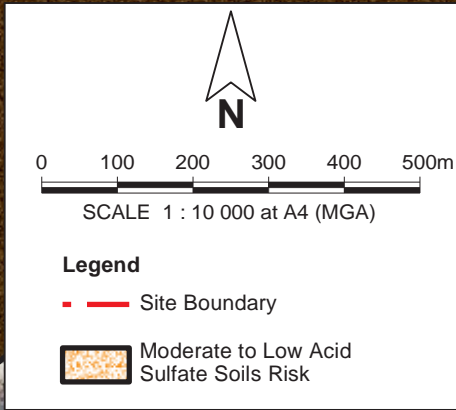 N
0 100 200 300 400 500m
SCALE 1 : 10 000 at A4 (MGA)
Legend
Site Boundary
Moderate to Low Acid
Sulfate Soils Risk